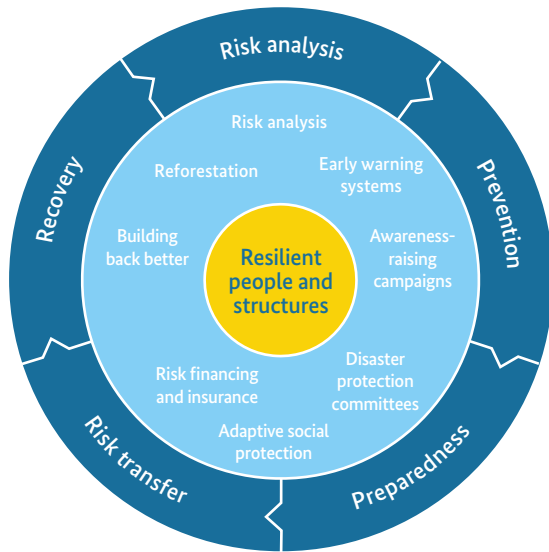 Risk analysis
Prevention
Preparedness
Risk transfer
Recovery
Risk analysis
Early warning
systems
Awareness-
raising
campaigns
Disaster
protection
committees
Adaptive social
protection
Risk financing
and insurance
Building
back better
Reforestation
Resilient
people and
structures